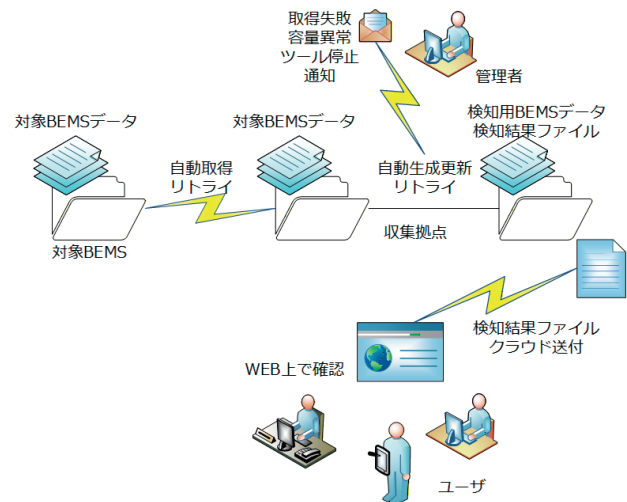 取得失敗
容量異常
ツール停止
通知
管理者
対象BEMSデータ
対象BEMSデータ
検知用BEMSデータ
検知結果ファイル
自動取得
リトライ
自動生成更新
リトライ
対象BEMS
収集拠点
検知結果ファイル
クラウド送付
WEB上で確認
ユーザ